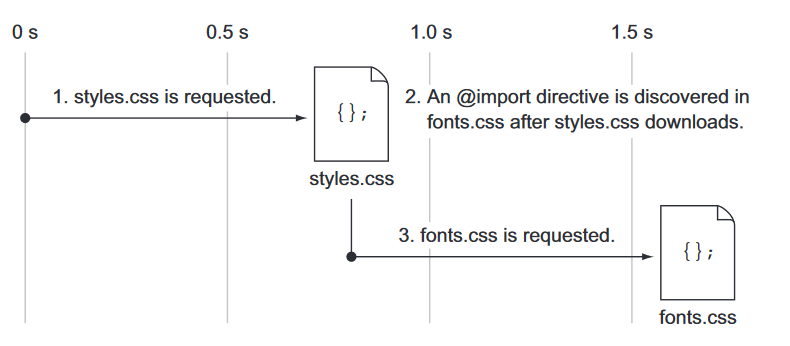 0 s
0.5 s
1.0 s
1.5 s
1. styles.css is requested.
{};
2. An @import directive is discovered in
fonts.css after styles.css downloads.
styles.css
3. fonts.css is requested.
{};
fonts.css